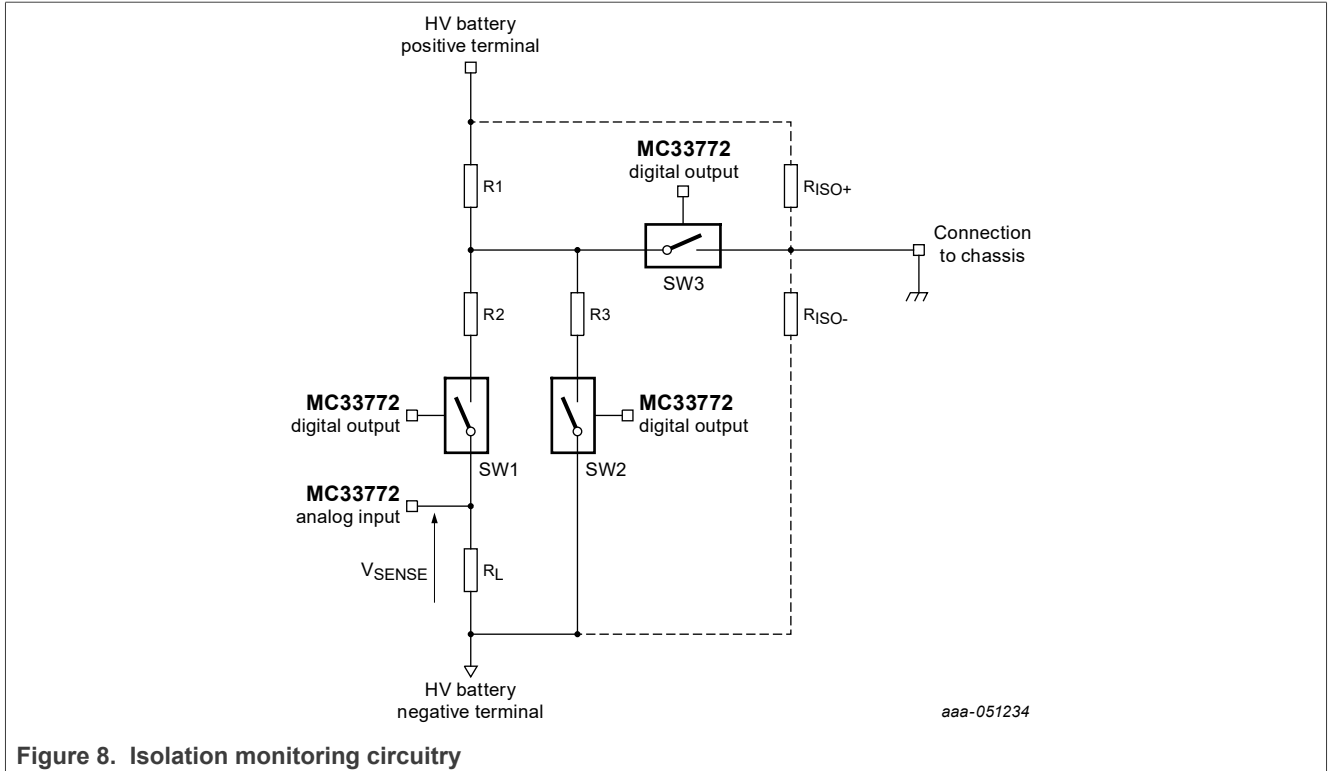 HV battery
positive terminal
MC33772
digital output
R1
RISO+
Connection
to chassis
SW3
R2
R3
RISO-
MC33772
digital output
MC33772
digital output
SW1
SW2
MC33772
analog input
VSENSE
RL
HV battery
negative terminal
aaa-051234
Figure 8. Isolation monitoring circuitry